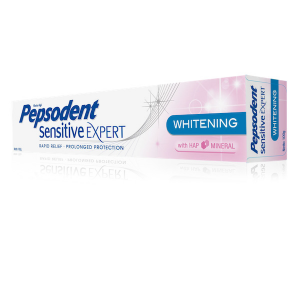 Pepsodent
Sensitive EXPERT
RAPID RELIEF - PROLONGED PROTECTION
WHITENING
with HAP MINERAL
Pepsodent
Sensitive EXPERT
WHITENING